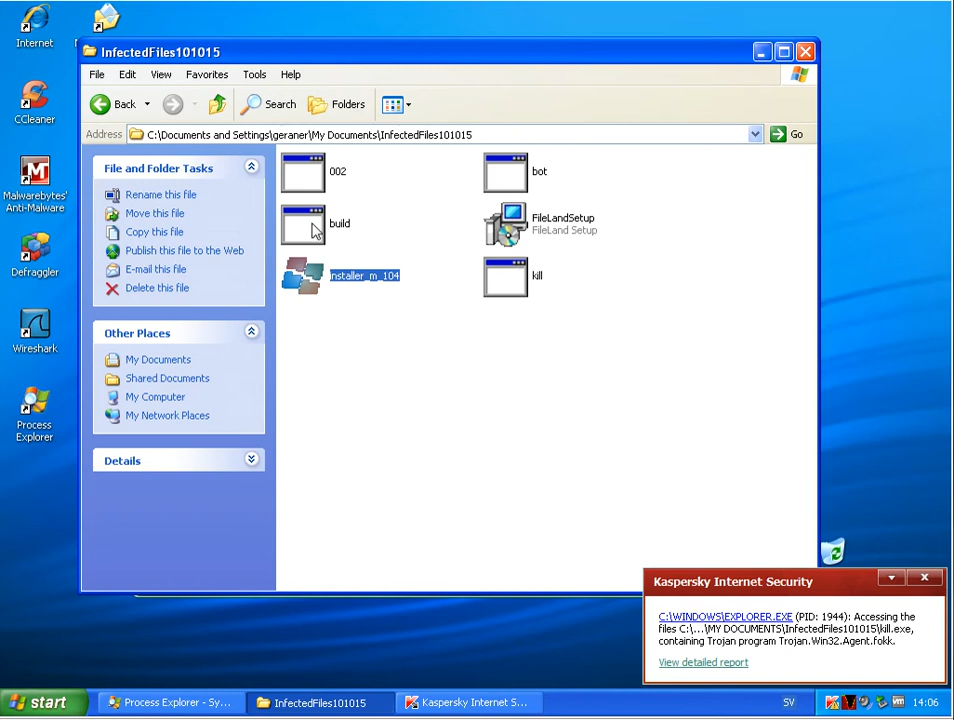 Internet
CCleaner
Malwarebytes'
Anti-Malware
Defraggler
Wireshark
Process
Explorer
InfectedFiles101015
File Edit View Favorites Tools Help
Back Search Folders
Address C:\Documents and Settings\geraner\My Documents\InfectedFiles101015 Go
File and Folder Tasks
Rename this file
Move this file
Copy this file
Publish this file to the Web
E-mail this file
Delete this file
Other Places
My Documents
Shared Documents
My Computer
My Network Places
Details
002
bot
build
FileLandSetup
FileLand Setup
installer_m_104
kill
Kaspersky Internet Security
C:\WINDOWS\EXPLORER.EXE (PID: 1944): Accessing the
files C:\...\MY DOCUMENTS\InfectedFiles101015\kill.exe,
containing Trojan program Trojan.Win32.Agent.fokk.
View detailed report
start
Process Explorer - Sy...
InfectedFiles101015
Kaspersky Internet S...
SV
14:06